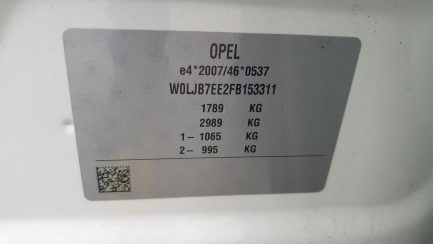 OPEL
e4*2007/46*0537
W0LJB7EE2FB153311
1789 KG
2989 KG
1- 1065 KG
2- 995 KG